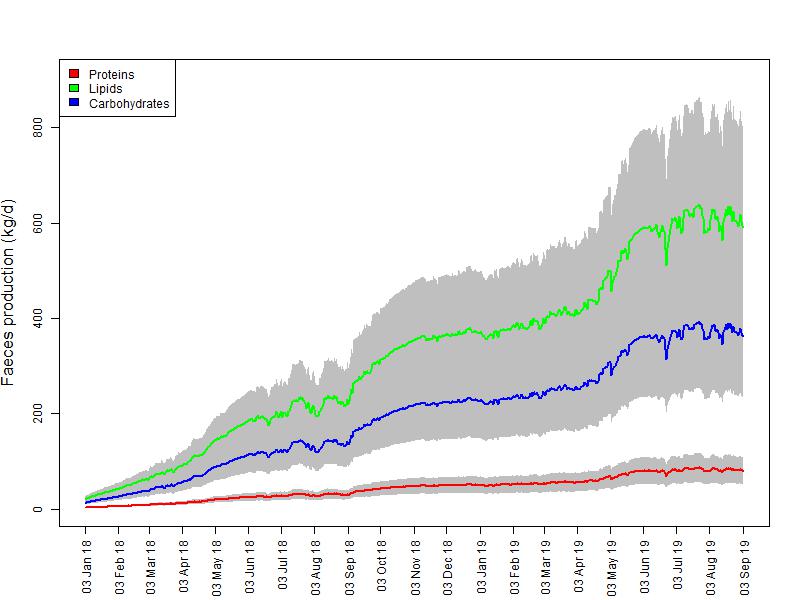 Proteins
Lipids
Carbohydrates
Faeces production (kg/d)
800
600
400
200
0
03 Jan 18
03 Feb 18
03 Mar 18
03 Apr 18
03 May 18
03 Jun 18
03 Jul 18
03 Aug 18
03 Sep 18
03 Oct 18
03 Nov 18
03 Dec 18
03 Jan 19
03 Feb 19
03 Mar 19
03 Apr 19
03 May 19
03 Jun 19
03 Jul 19
03 Aug 19
03 Sep 19